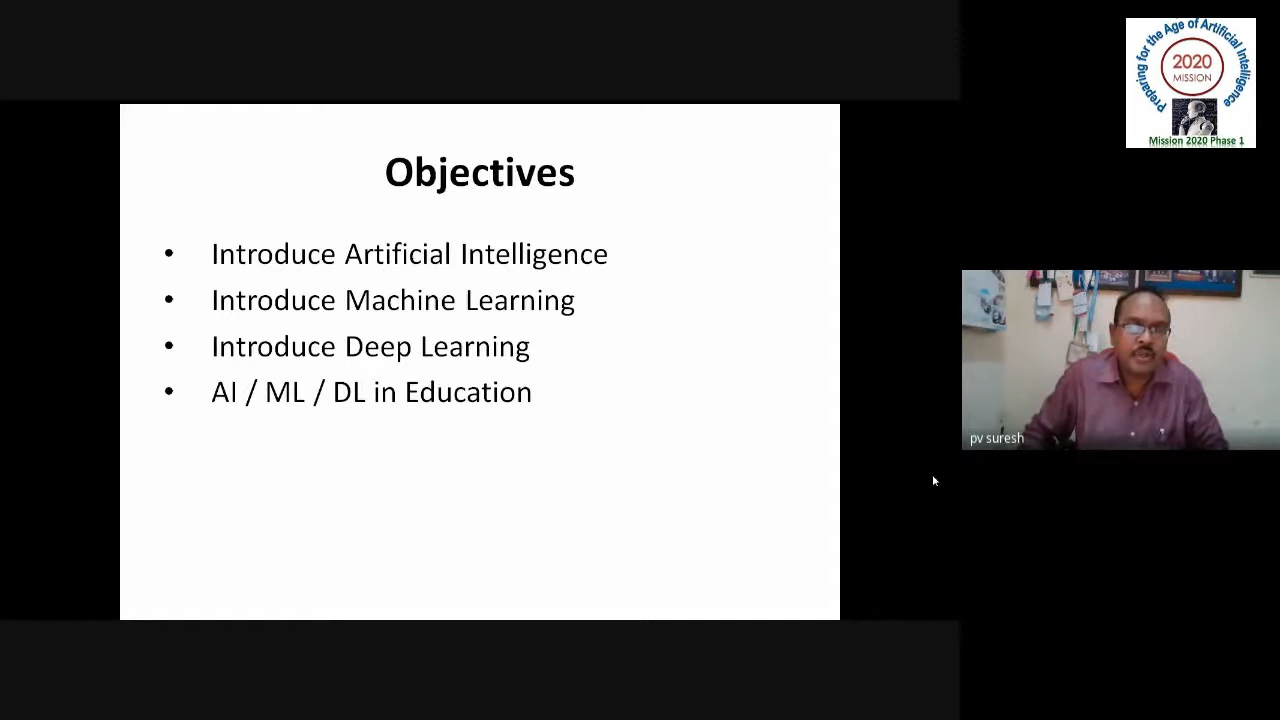 Objectives
• Introduce Artificial Intelligence
• Introduce Machine Learning
• Introduce Deep Learning
• AI / ML / DL in Education
Preparing for the Age of Artificial Intelligence
2020
MISSION
Mission 2020 Phase 1
pv suresh